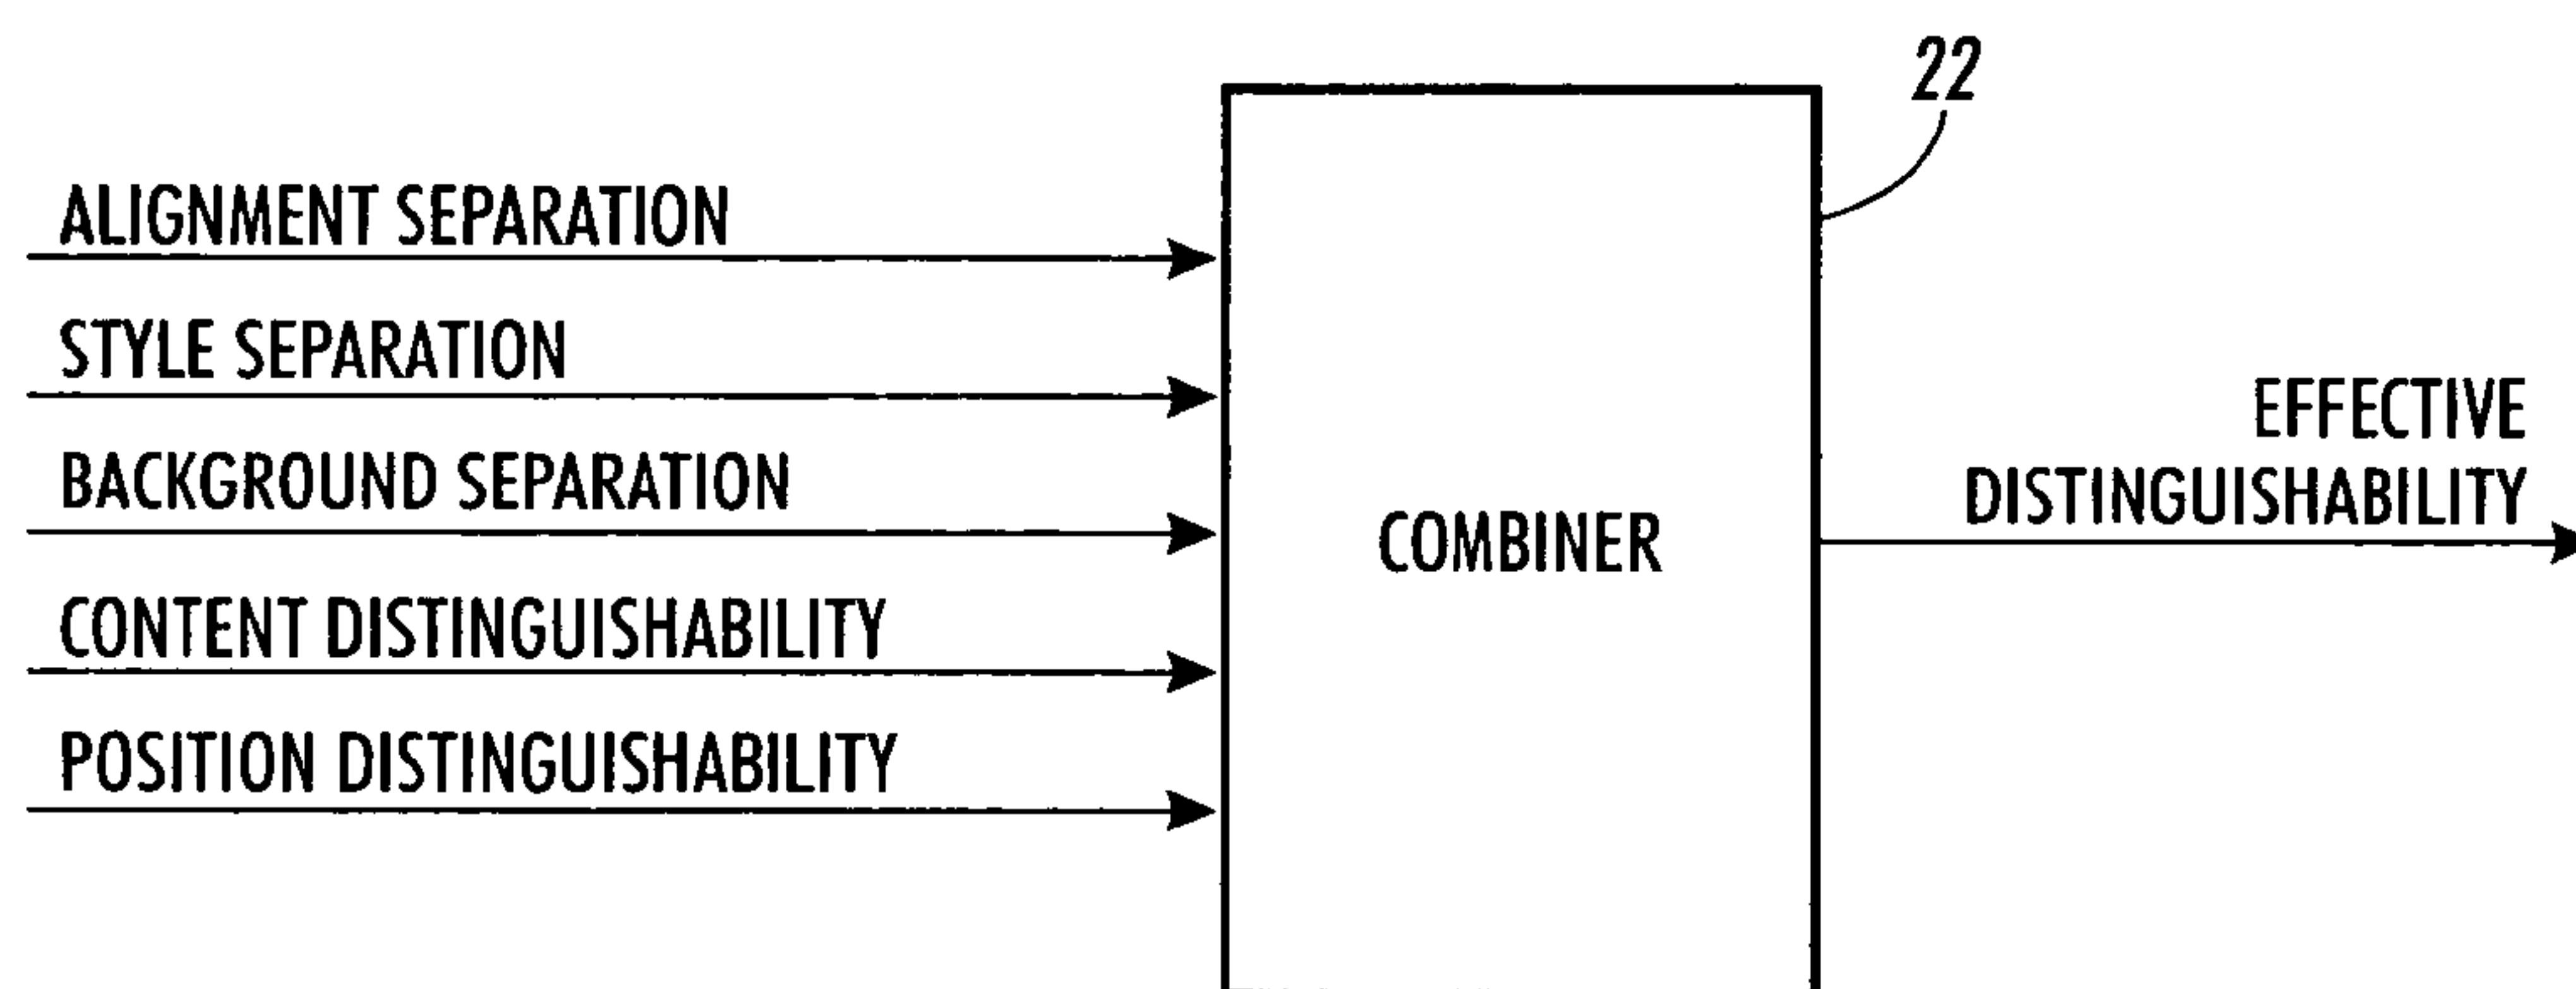 22
ALIGNMENT SEPARATION
STYLE SEPARATION
BACKGROUND SEPARATION
CONTENT DISTINGUISHABILITY
POSITION DISTINGUISHABILITY
COMBINER
EFFECTIVE
DISTINGUISHABILITY